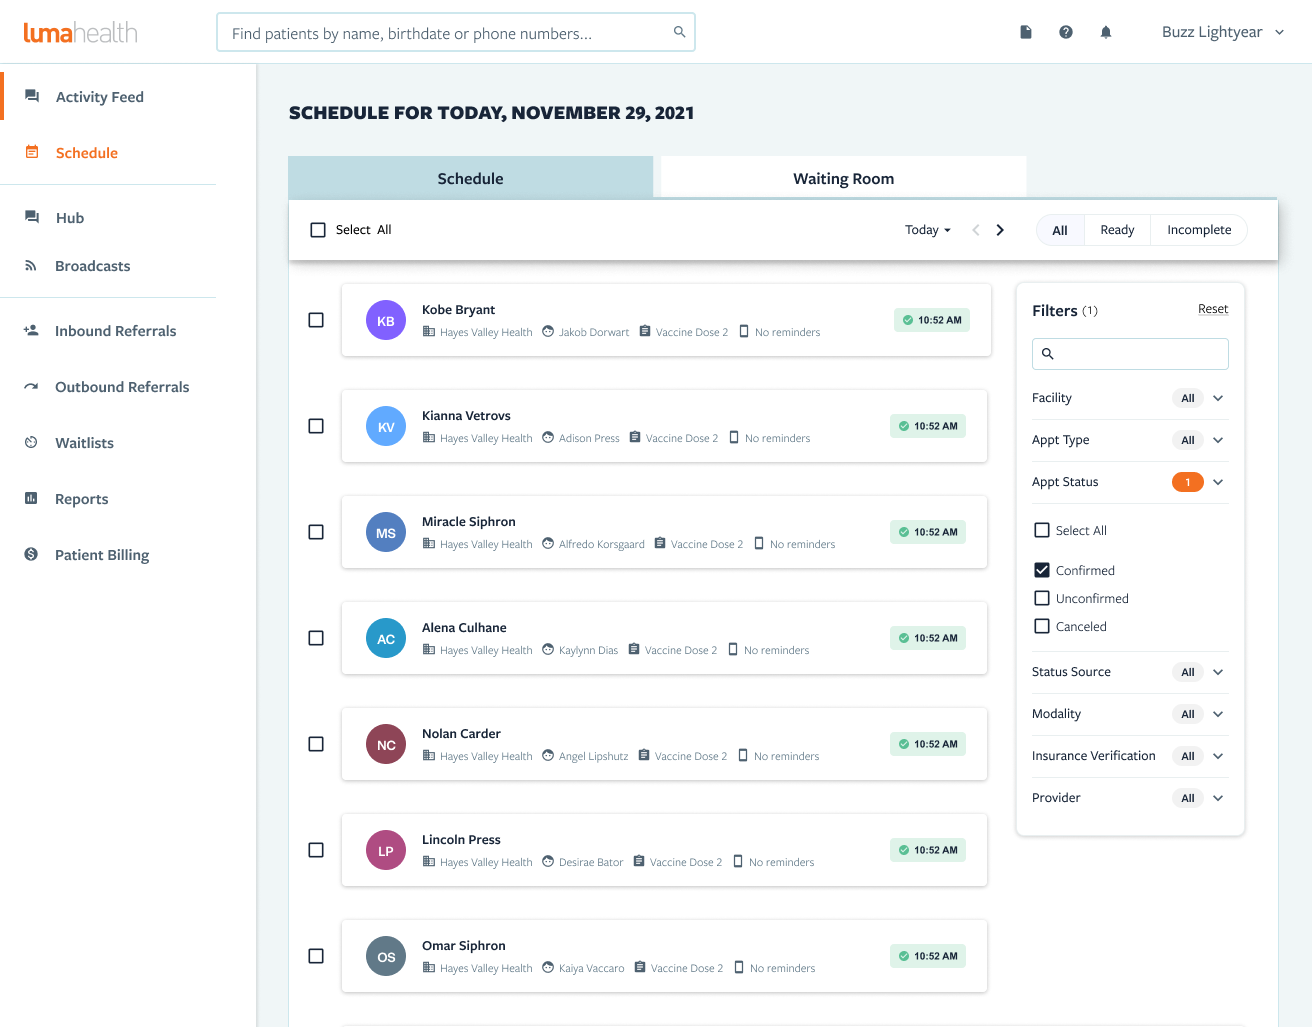 lumahealth
Find patients by name, birthdate or phone numbers...
Buzz Lightyear
Activity Feed
Schedule
Hub
Broadcasts
Inbound Referrals
Outbound Referrals
Waitlists
Reports
Patient Billing
SCHEDULE FOR TODAY, NOVEMBER 29, 2021
Schedule
Waiting Room
Select All
Today
All
Ready
Incomplete
KB
Kobe Bryant
Hayes Valley Health Jakob Dorwart Vaccine Dose 2 No reminders
10:52 AM
KV
Kianna Vetrovs
Hayes Valley Health Adison Press Vaccine Dose 2 No reminders
10:52 AM
MS
Miracle Siphron
Hayes Valley Health Alfredo Korsgaard Vaccine Dose 2 No reminders
10:52 AM
AC
Alena Culhane
Hayes Valley Health Kaylynn Dias Vaccine Dose 2 No reminders
10:52 AM
NC
Nolan Carder
Hayes Valley Health Angel Lipshutz Vaccine Dose 2 No reminders
10:52 AM
LP
Lincoln Press
Hayes Valley Health Desirae Bator Vaccine Dose 2 No reminders
10:52 AM
OS
Omar Siphron
Hayes Valley Health Kaiya Vaccaro Vaccine Dose 2 No reminders
10:52 AM
Filters (1)
Reset
Facility All
Appt Type All
Appt Status 1
Select All
Confirmed
Unconfirmed
Canceled
Status Source All
Modality All
Insurance Verification All
Provider All